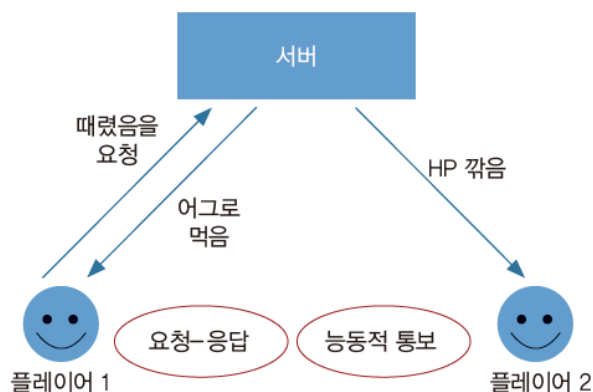 서버
때렸음을
요청
어그로
먹음
HP 깎음
요청-응답
능동적 통보
플레이어 1
플레이어 2